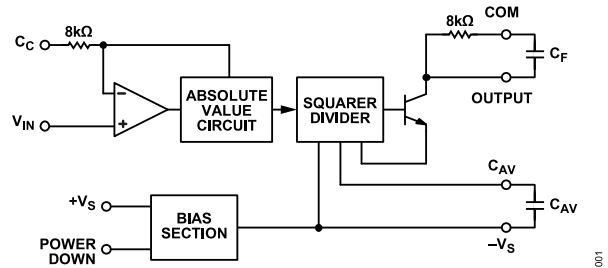 8kΩ
COM
C_C
8kΩ
C_F
ABSOLUTE
VALUE
CIRCUIT
SQUARER
DIVIDER
OUTPUT
−
+
V_IN
C_AV
+V_S
BIAS
SECTION
C_AV
POWER
DOWN
−V_S
001